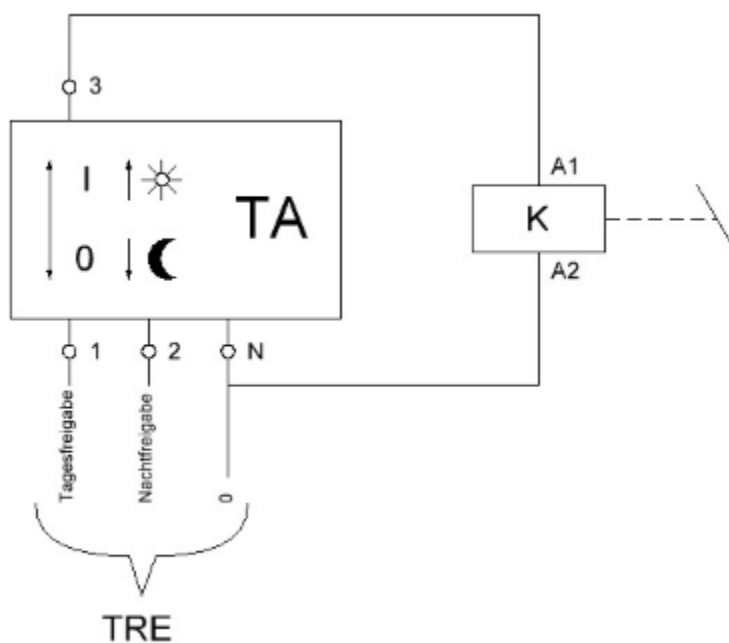 3
I
TA
0
A1
K
A2
1
2
N
Tagesfreigabe
Nachtfreigabe
0
TRE